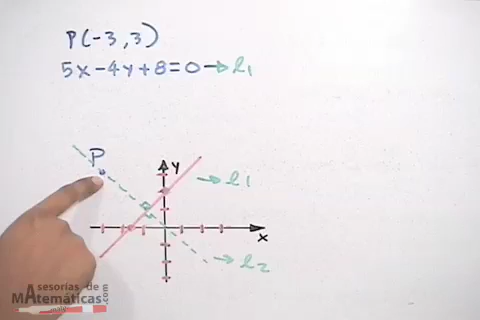 P(-3,3)
5x-4y+8=0→l1
P
y
→l1
x
→l2
Asesorías de
Matemáticas.com